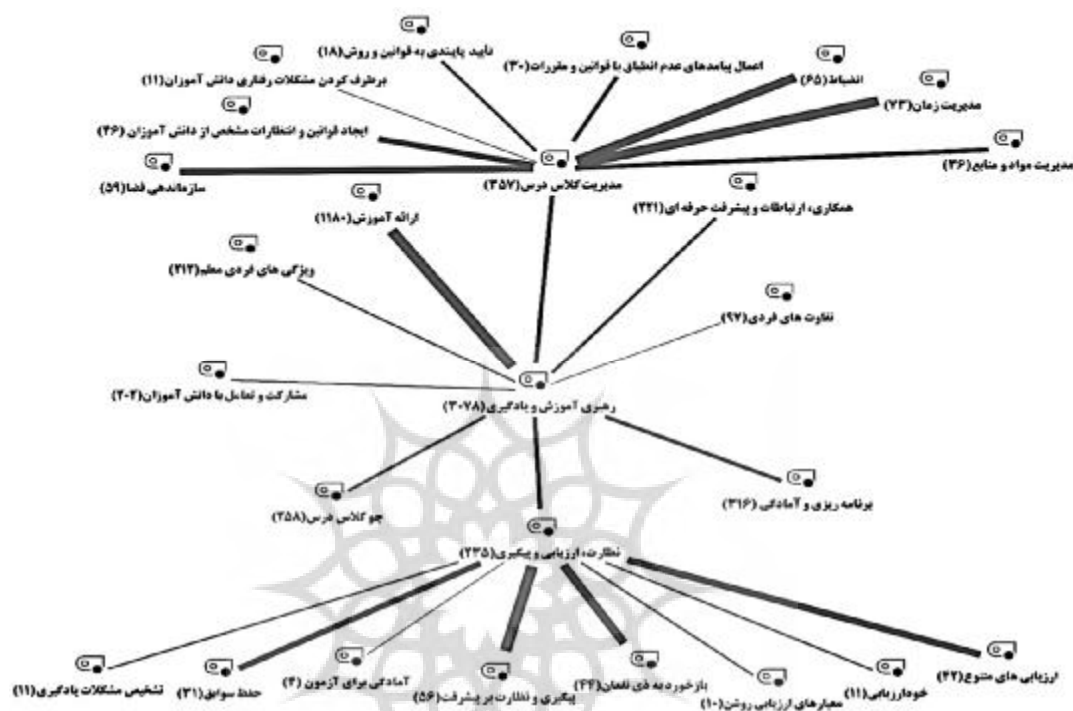 تأیید پایبندی به قوانین و روش(۱۸)
اعمال پیامدهای عدم انطباق با قوانین و مقررات(۳۰)
انضباط(۶۵)
برطرف کردن مشکلات رفتاری دانش آموزان(۱۱)
مدیریت زمان(۷۳)
ایجاد قوانین و انتظارات مشخص از دانش آموزان (۴۶)
مدیریت مواد و منابع(۳۶)
سازماندهی فضا(۵۹)
مدیریت کلاس درس(۳۵۷)
همکاری، ارتباطات و پیشرفت حرفه ای(۳۲۱)
ارائه آموزش(۱۱۸۰)
ویژگی های فردی معلم(۲۱۲)
تفاوت های فردی(۹۷)
مشارکت و تعامل با دانش آموزان(۲۰۲)
رهبری آموزش و یادگیری(۳۰۷۸)
جو کلاس درس(۲۵۸)
برنامه ریزی و آمادگی (۳۱۶)
نظارت، ارزیابی و پیگیری(۲۳۵)
ارزیابی های متنوع(۴۷)
خودارزیابی(۱۱)
معیارهای ارزیابی روشن(۱۰)
بازخورد به ذی نفعان(۴۴)
پیگیری و نظارت بر پیشرفت(۵۶)
آمادگی برای آزمون (۴)
حفظ سوابق(۳۱)
تشخیص مشکلات یادگیری(۱۱)